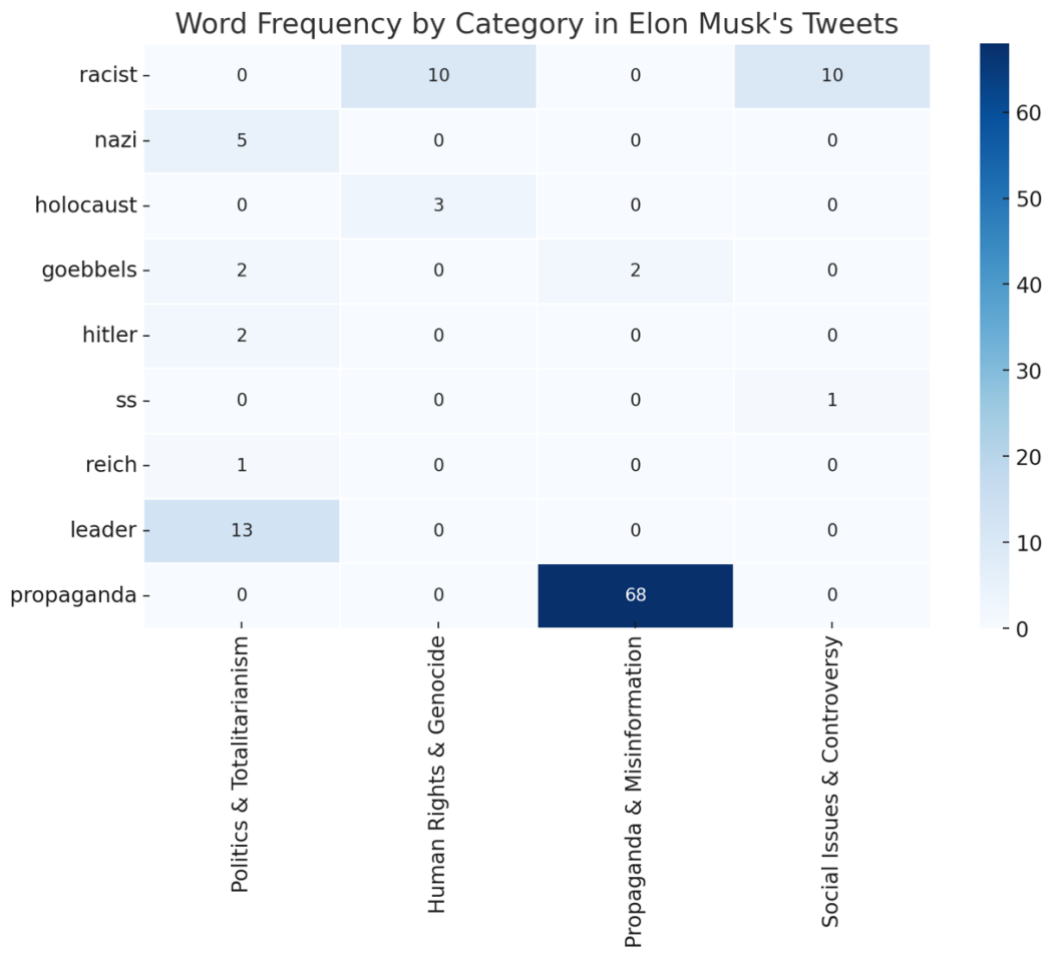 Word Frequency by Category in Elon Musk's Tweets
racist 0 10 0 10
nazi 5 0 0 0
holocaust 0 3 0 0
goebbels 2 0 2 0
hitler 2 0 0 0
ss 0 0 0 1
reich 1 0 0 0
leader 13 0 0 0
propaganda 0 0 68 0
Politics & Totalitarianism
Human Rights & Genocide
Propaganda & Misinformation
Social Issues & Controversy
60
50
40
30
20
10
0